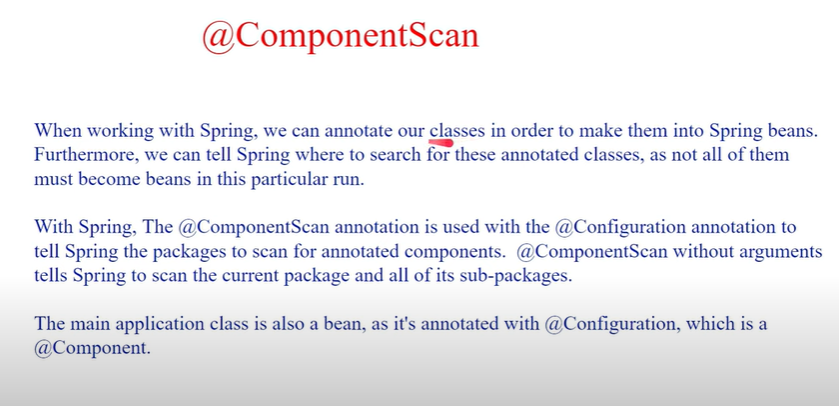 @ComponentScan
When working with Spring, we can annotate our classes in order to make them into Spring beans.
Furthermore, we can tell Spring where to search for these annotated classes, as not all of them
must become beans in this particular run.
With Spring, The @ComponentScan annotation is used with the @Configuration annotation to
tell Spring the packages to scan for annotated components.  @ComponentScan without arguments
tells Spring to scan the current package and all of its sub-packages.
The main application class is also a bean, as it's annotated with @Configuration, which is a
@Component.